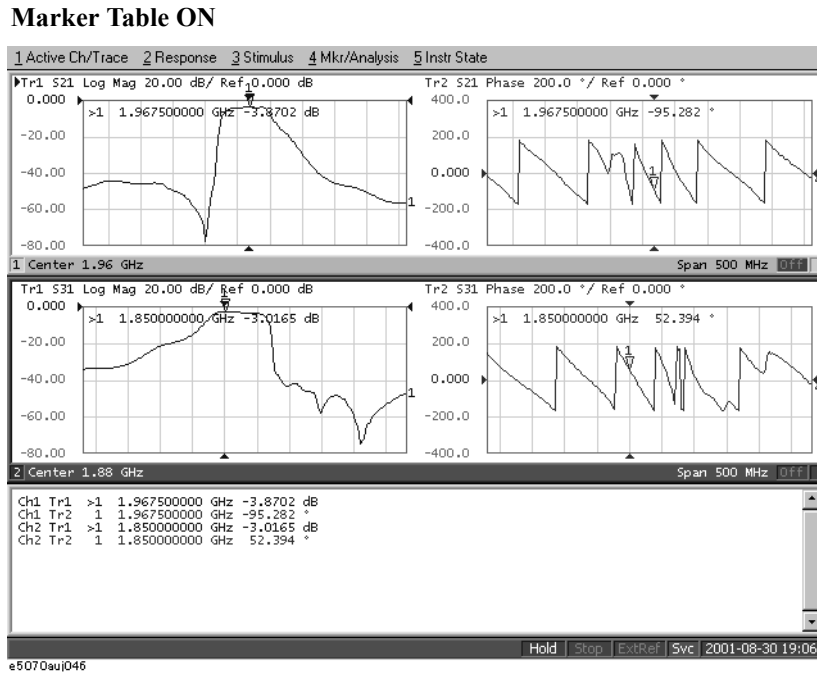 Marker Table ON
1 Active Ch/Trace 2 Response 3 Stimulus 4 Mkr/Analysis 5 Instr State
Tr1 S21 Log Mag 20.00 dB/ Ref 0.000 dB
1
0.000
>1 1.967500000 GHz -3.8702 dB
-20.00
-40.00
-60.00
1
-80.00
Tr2 S21 Phase 200.0 °/ Ref 0.000 °
400.0
>1 1.967500000 GHz -95.282 °
200.0
1
0.000
-200.0
-400.0
1 Center 1.96 GHz
Span 500 MHz Off
Tr1 S31 Log Mag 20.00 dB/ Ref 0.000 dB
1
0.000
>1 1.850000000 GHz -3.0165 dB
-20.00
-40.00
1
-60.00
-80.00
Tr2 S31 Phase 200.0 °/ Ref 0.000 °
400.0
>1 1.850000000 GHz 52.394 °
200.0
1
0.000
-200.0
-400.0
2 Center 1.88 GHz
Span 500 MHz Off
Ch1 Tr1 >1 1.967500000 GHz -3.8702 dB
Ch1 Tr2 1 1.967500000 GHz -95.282 °
Ch2 Tr1 >1 1.850000000 GHz -3.0165 dB
Ch2 Tr2 1 1.850000000 GHz 52.394 °
Hold Stop ExtRef Svc 2001-08-30 19:06
e5070auj046